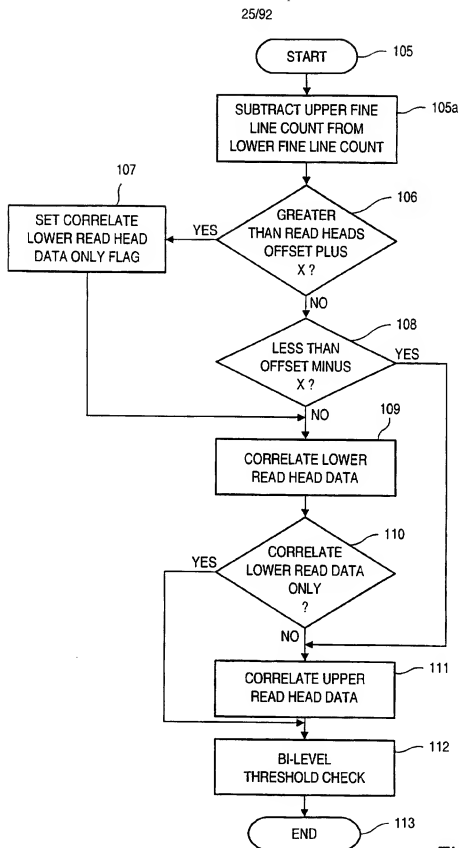 25/92
START
105
SUBTRACT UPPER FINE
LINE COUNT FROM
LOWER FINE LINE COUNT
105a
107
SET CORRELATE
LOWER READ HEAD
DATA ONLY FLAG
YES
GREATER
THAN READ HEADS
OFFSET PLUS
X ?
106
NO
LESS THAN
OFFSET MINUS
X ?
108
YES
NO
109
CORRELATE LOWER
READ HEAD DATA
YES
CORRELATE
LOWER READ DATA
ONLY
?
110
NO
CORRELATE UPPER
READ HEAD DATA
111
BI-LEVEL
THRESHOLD CHECK
112
END
113